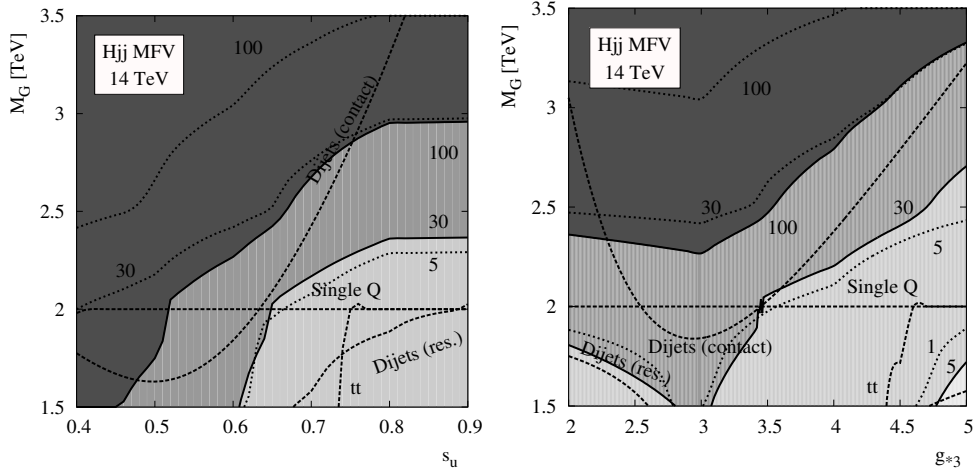 Hjj MFV
14 TeV
M_G [TeV]
3.5
3
2.5
2
1.5
100
30
Dijets (contact)
100
30
5
Single Q
Dijets (res.)
tt
0.4
0.5
0.6
0.7
0.8
0.9
s_u
Hjj MFV
14 TeV
M_G [TeV]
3.5
3
2.5
2
1.5
100
30
100
30
5
Single Q
Dijets (contact)
Dijets (res.)
1
tt
5
2
2.5
3
3.5
4
4.5
5
g_{*3}